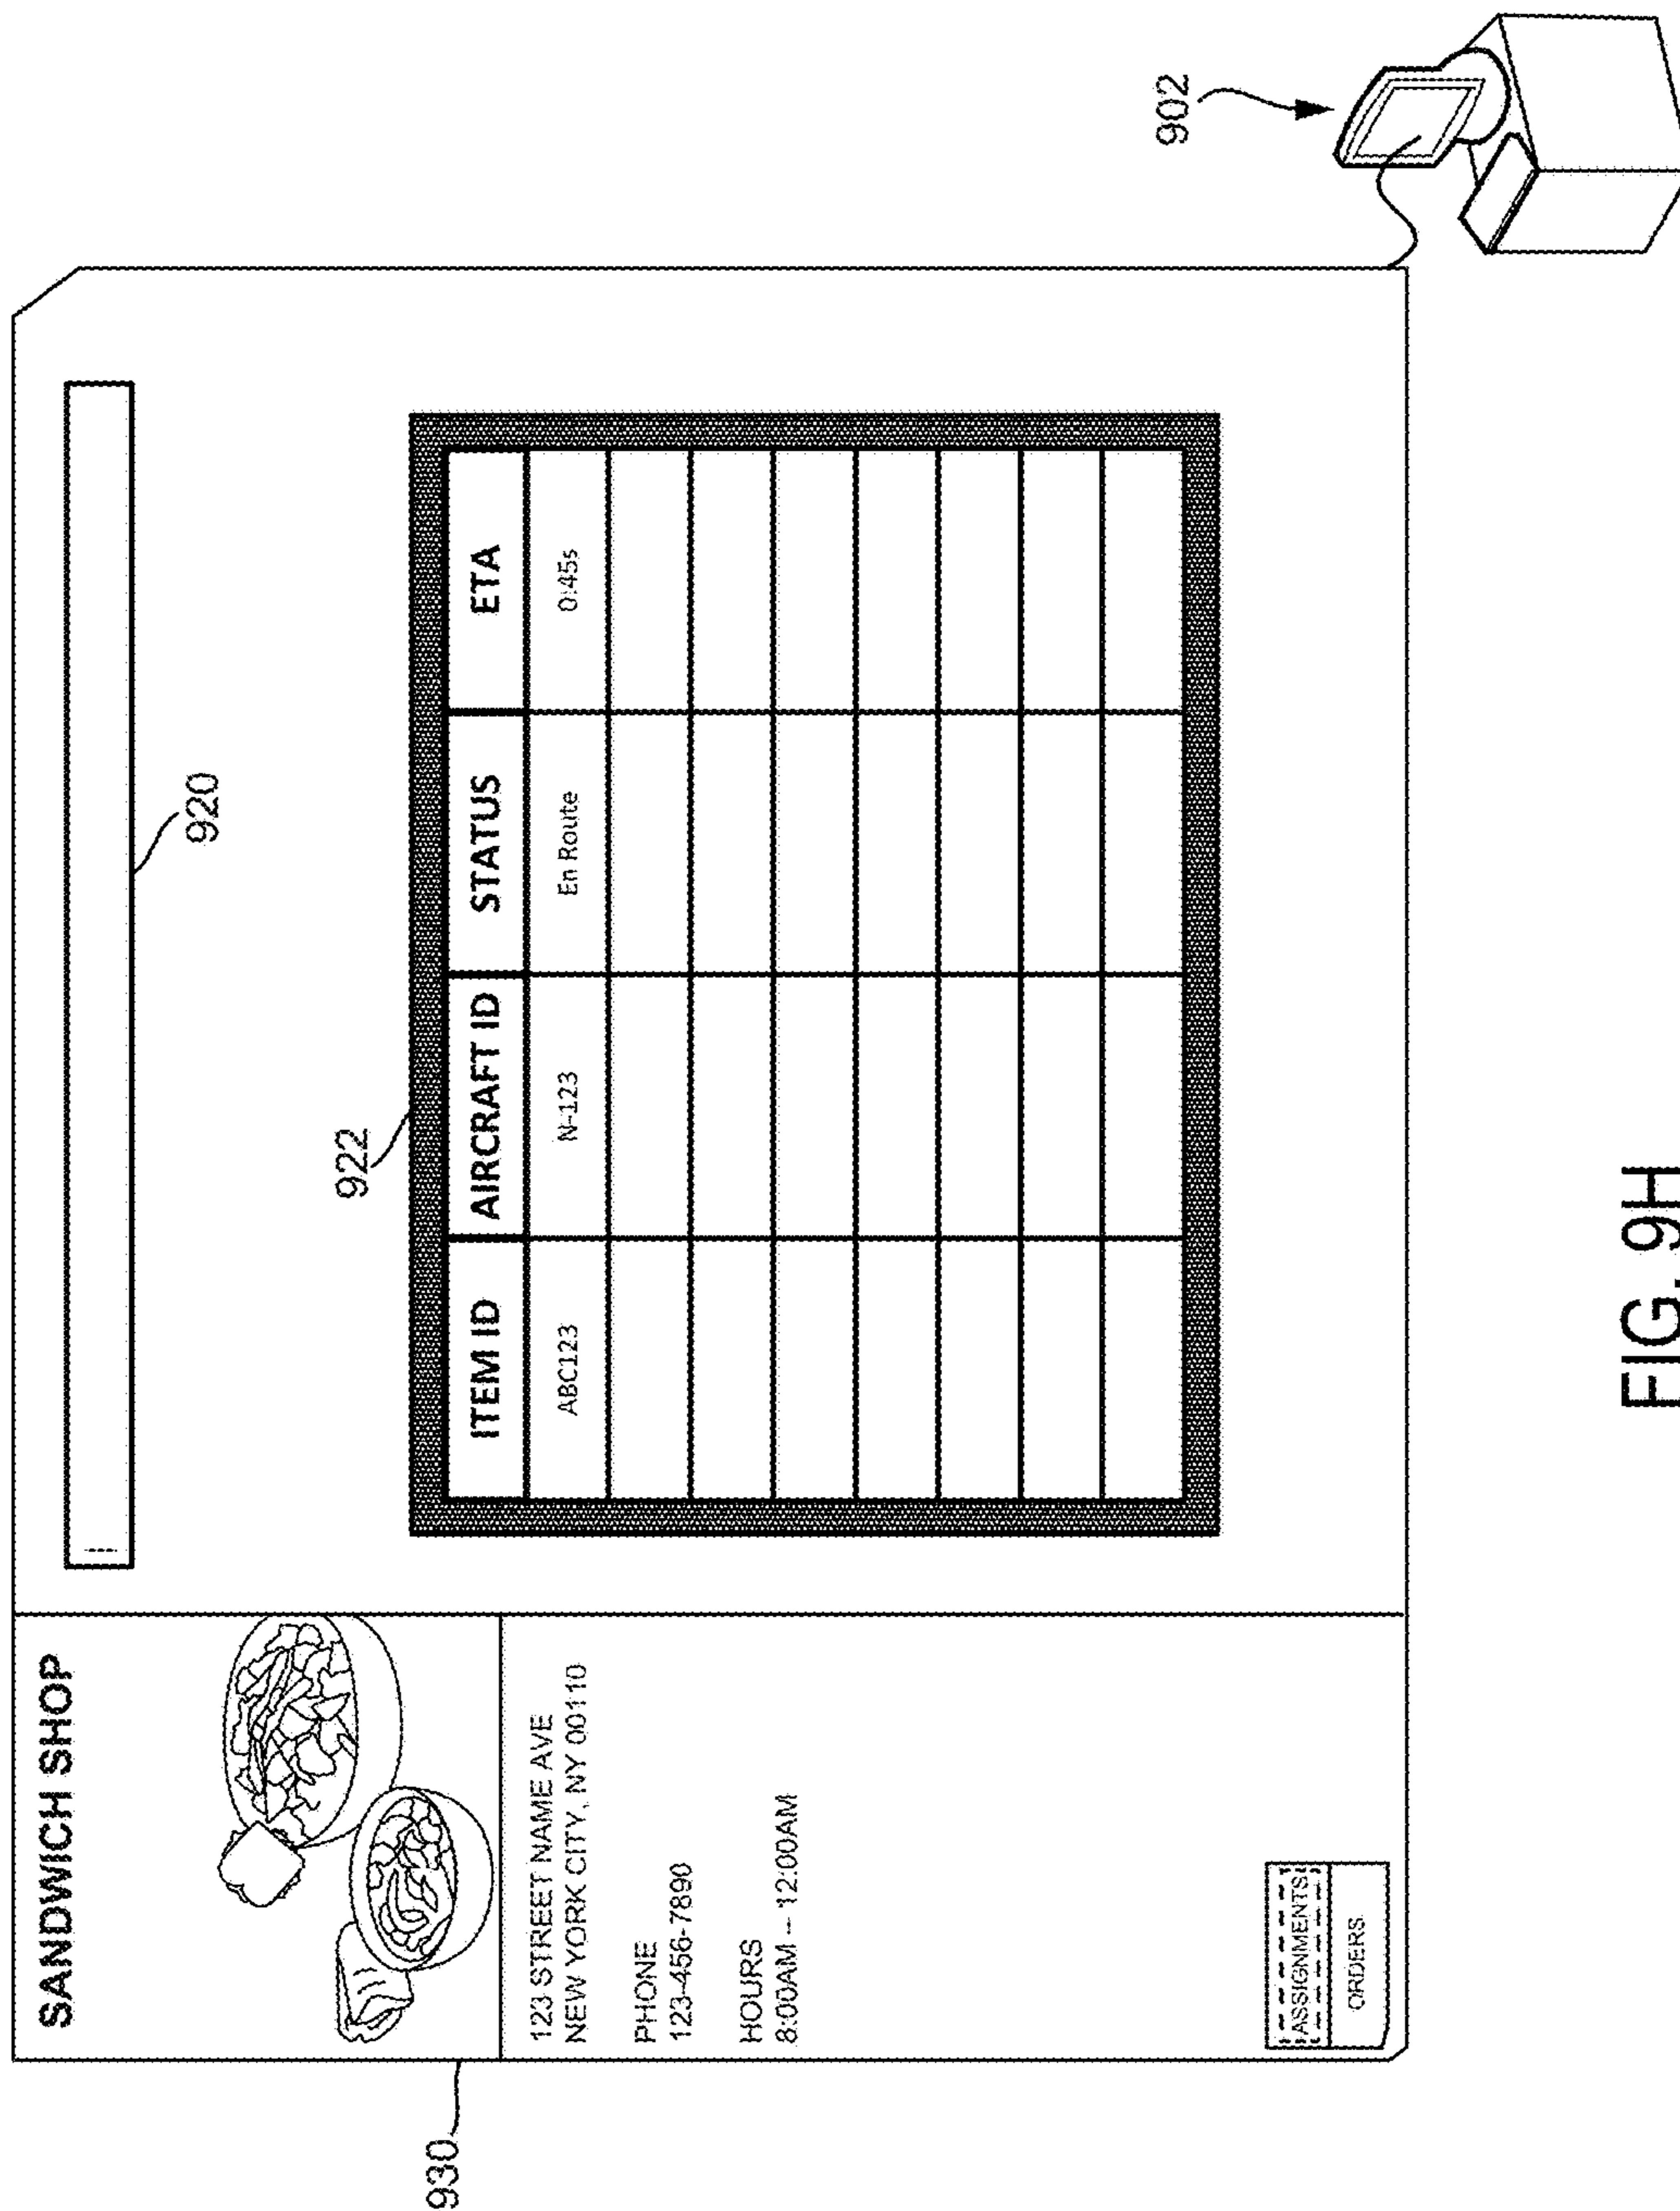 SANDWICH SHOP
930
123 STREET NAME AVE
NEW YORK CITY, NY 00110
PHONE
123-456-7890
HOURS
8:00AM – 12:00AM
ASSIGNMENTS
ORDERS
920
922
ITEM ID AIRCRAFT ID STATUS ETA
ABC123 N-123 En Route 0:45s
902
FIG. 9H